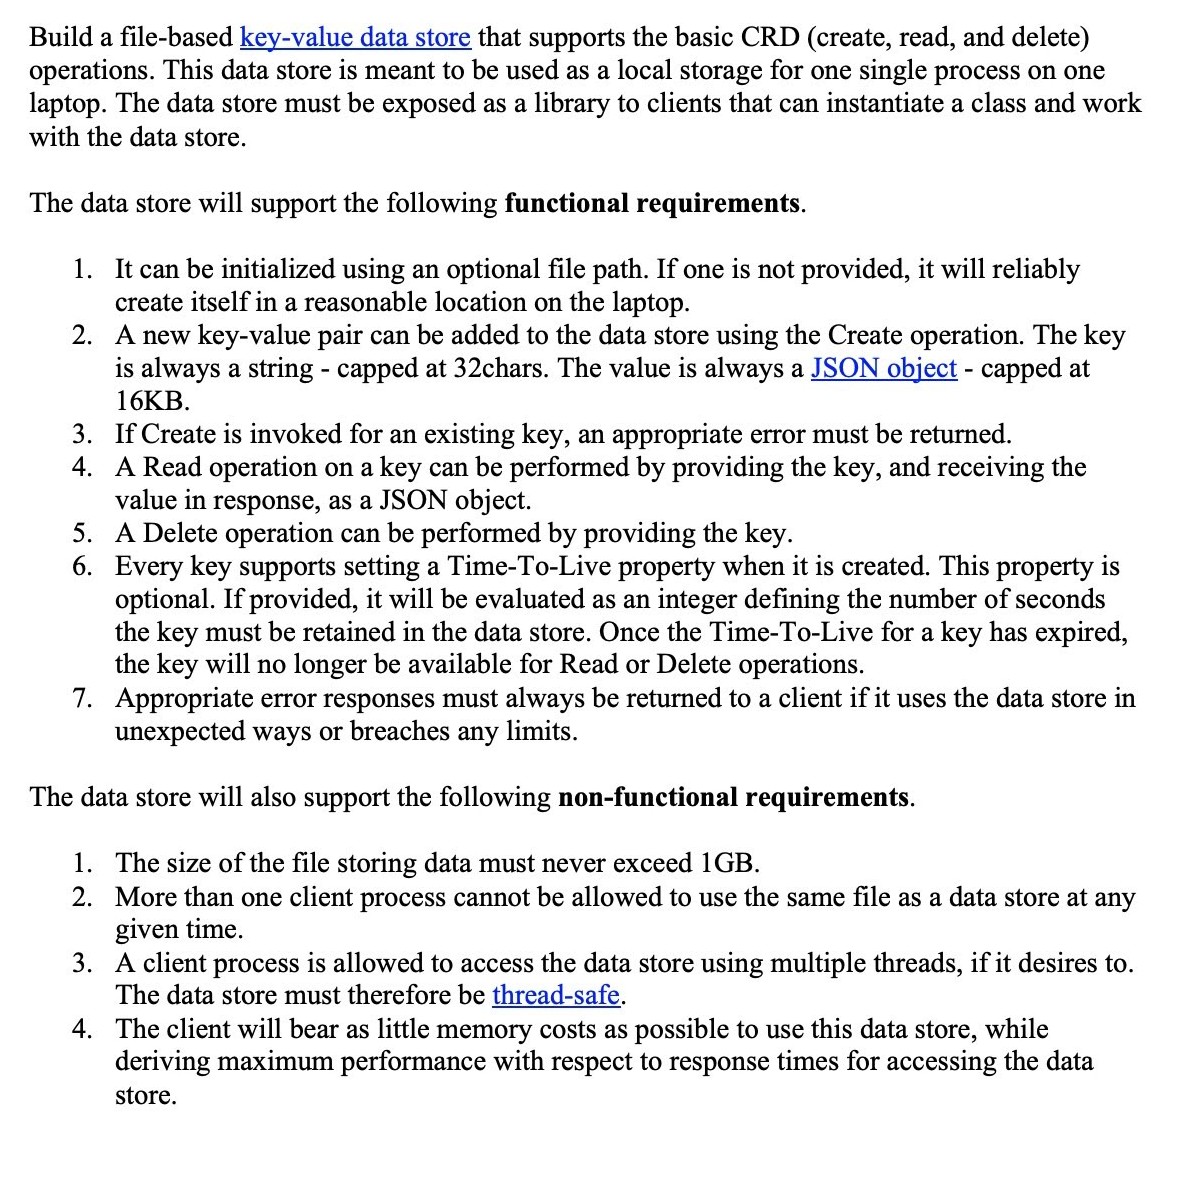 Build a file-based key-value data store that supports the basic CRD (create, read, and delete)
operations. This data store is meant to be used as a local storage for one single process on one
laptop. The data store must be exposed as a library to clients that can instantiate a class and work
with the data store.
The data store will support the following functional requirements.
1. It can be initialized using an optional file path. If one is not provided, it will reliably
create itself in a reasonable location on the laptop.
2. A new key-value pair can be added to the data store using the Create operation. The key
is always a string - capped at 32chars. The value is always a JSON object - capped at
16KB.
3. If Create is invoked for an existing key, an appropriate error must be returned.
4. A Read operation on a key can be performed by providing the key, and receiving the
value in response, as a JSON object.
5. A Delete operation can be performed by providing the key.
6. Every key supports setting a Time-To-Live property when it is created. This property is
optional. If provided, it will be evaluated as an integer defining the number of seconds
the key must be retained in the data store. Once the Time-To-Live for a key has expired,
the key will no longer be available for Read or Delete operations.
7. Appropriate error responses must always be returned to a client if it uses the data store in
unexpected ways or breaches any limits.
The data store will also support the following non-functional requirements.
1. The size of the file storing data must never exceed 1GB.
2. More than one client process cannot be allowed to use the same file as a data store at any
given time.
3. A client process is allowed to access the data store using multiple threads, if it desires to.
The data store must therefore be thread-safe.
4. The client will bear as little memory costs as possible to use this data store, while
deriving maximum performance with respect to response times for accessing the data
store.